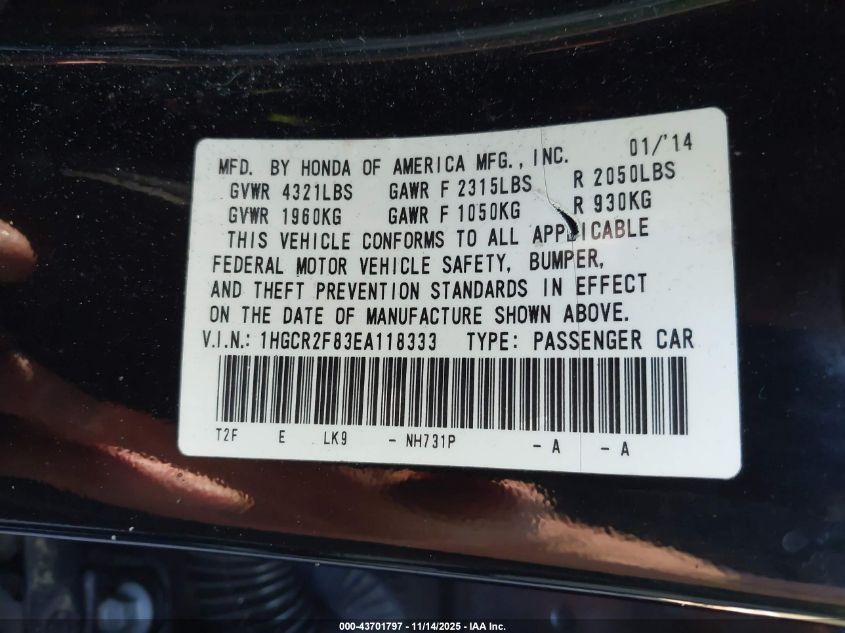 MFD. BY HONDA OF AMERICA MFG., INC. 01/'14
GVWR 4321LBS GAWR F 2315LBS R 2050LBS
GVWR 1960KG GAWR F 1050KG R 930KG
THIS VEHICLE CONFORMS TO ALL APPLICABLE
FEDERAL MOTOR VEHICLE SAFETY, BUMPER,
AND THEFT PREVENTION STANDARDS IN EFFECT
ON THE DATE OF MANUFACTURE SHOWN ABOVE.
V.I.N.: 1HGCR2F83EA118333 TYPE: PASSENGER CAR
T2F E LK9 - NH731P - A - A
000-43701797 - 11/14/2025 - IAA Inc.